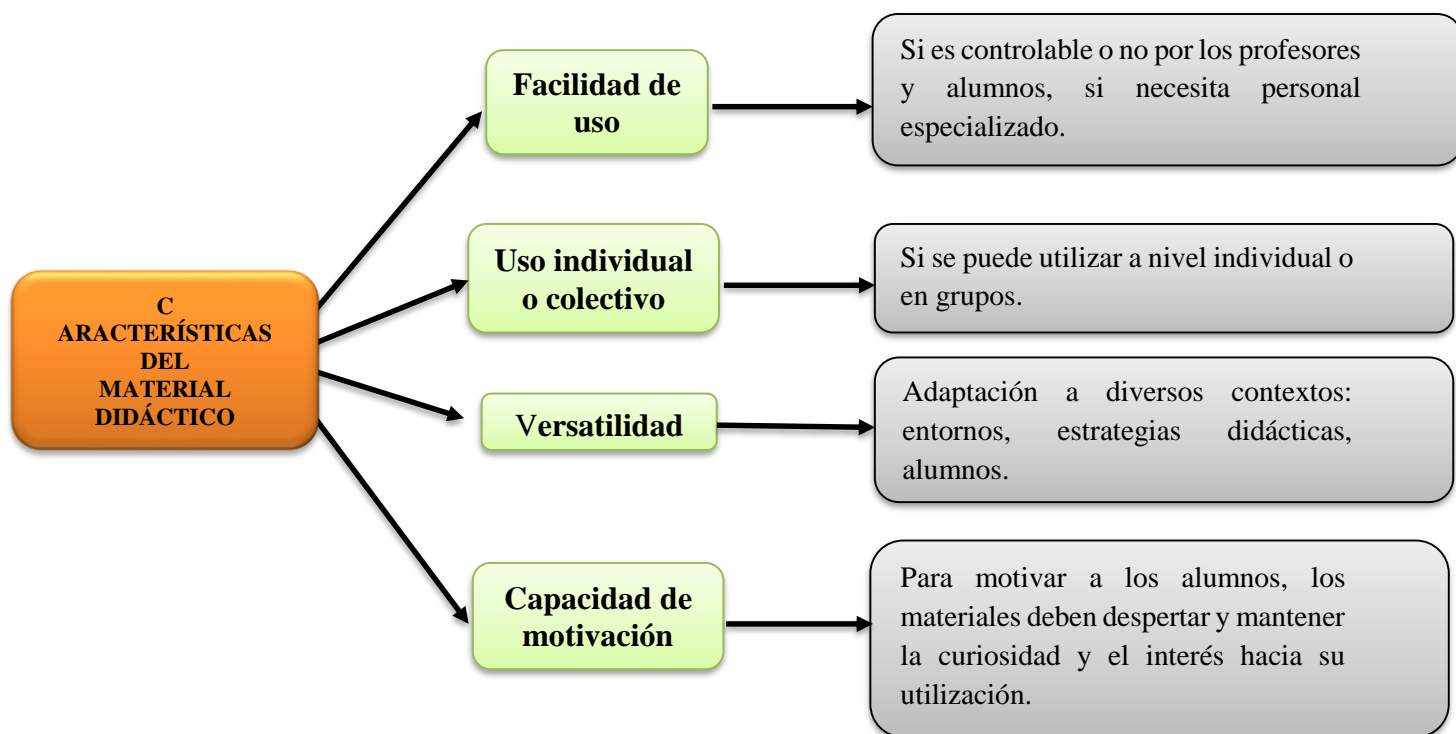 C
ARACTERÍSTICAS
DEL
MATERIAL
DIDÁCTICO
Facilidad de
uso
Si es controlable o no por los profesores
y alumnos, si necesita personal
especializado.
Uso individual
o colectivo
Si se puede utilizar a nivel individual o
en grupos.
Versatilidad
Adaptación a diversos contextos:
entornos, estrategias didácticas,
alumnos.
Capacidad de
motivación
Para motivar a los alumnos, los
materiales deben despertar y mantener
la curiosidad y el interés hacia su
utilización.